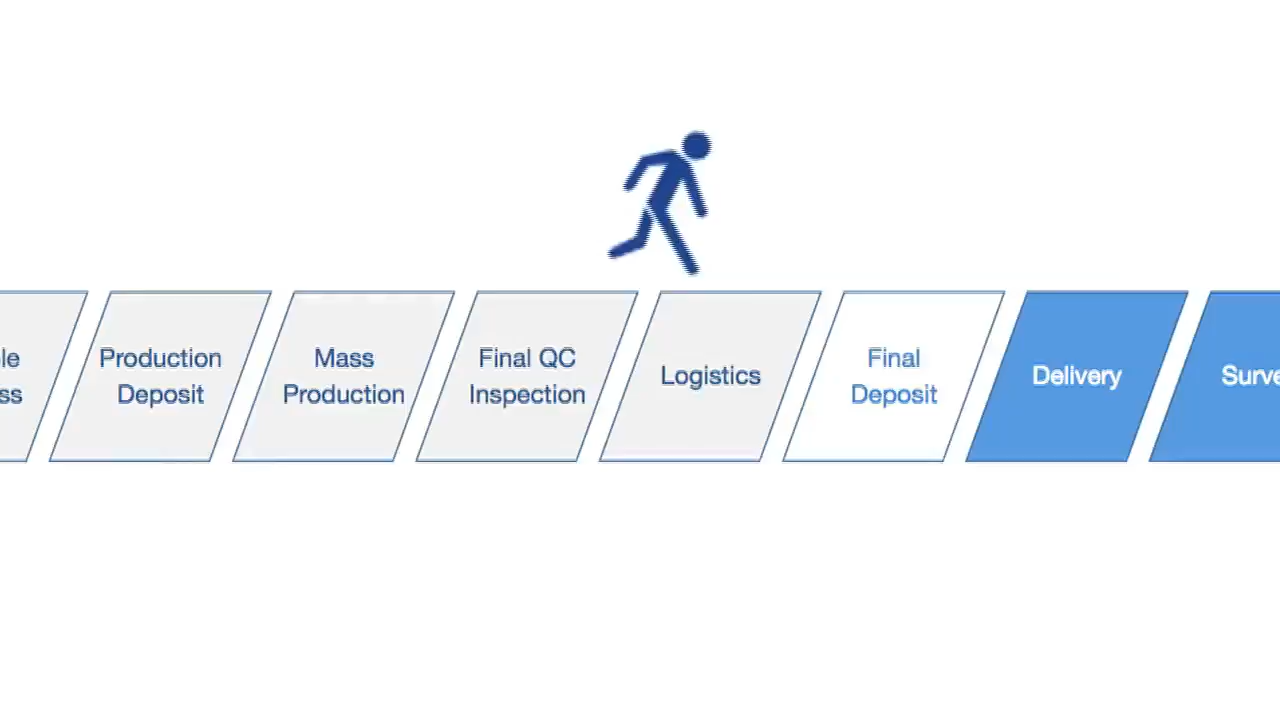 Production
Deposit
Mass
Production
Final QC
Inspection
Logistics
Final
Deposit
Delivery